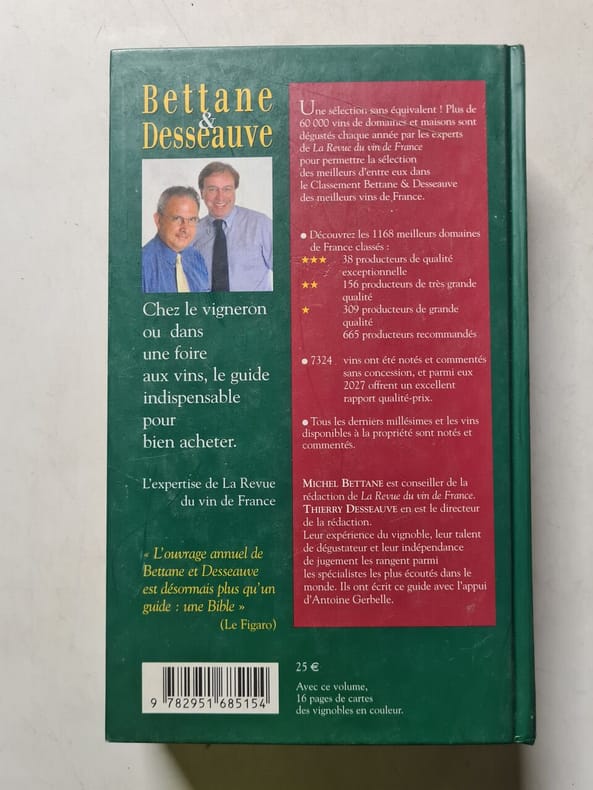 Bettane
&
Desseauve
Chez le vigneron
ou dans
une foire
aux vins, le guide
indispensable
pour
bien acheter.
L'expertise de La Revue
du vin de France
« L'ouvrage annuel de
Bettane et Desseauve
est désormais plus qu'un
guide : une Bible »
(Le Figaro)
9 782951 685154
Une sélection sans équivalent ! Plus de
60 000 vins de domaines et maisons sont
dégustés chaque année par les experts
de La Revue du vin de France
pour permettre la sélection
des meilleurs d'entre eux dans
le Classement Bettane & Desseauve
des meilleurs vins de France.
● Découvrez les 1168 meilleurs domaines
de France classés :
★★★ 38 producteurs de qualité
exceptionnelle
★★ 156 producteurs de très grande
qualité
★ 309 producteurs de grande
qualité
665 producteurs recommandés
● 7324 vins ont été notés et commentés
sans concession, et parmi eux
2027 offrent un excellent
rapport qualité-prix.
● Tous les derniers millésimes et les vins
disponibles à la propriété sont notés et
commentés.
MICHEL BETTANE est conseiller de la
rédaction de La Revue du vin de France.
THIERRY DESSEAUVE en est le directeur
de la rédaction.
Leur expérience du vignoble, leur talent
de dégustateur et leur indépendance
de jugement les rangent parmi
les spécialistes les plus écoutés dans le
monde. Ils ont écrit ce guide avec l'appui
d'Antoine Gerbelle.
25 €
Avec ce volume,
16 pages de cartes
des vignobles en couleur.